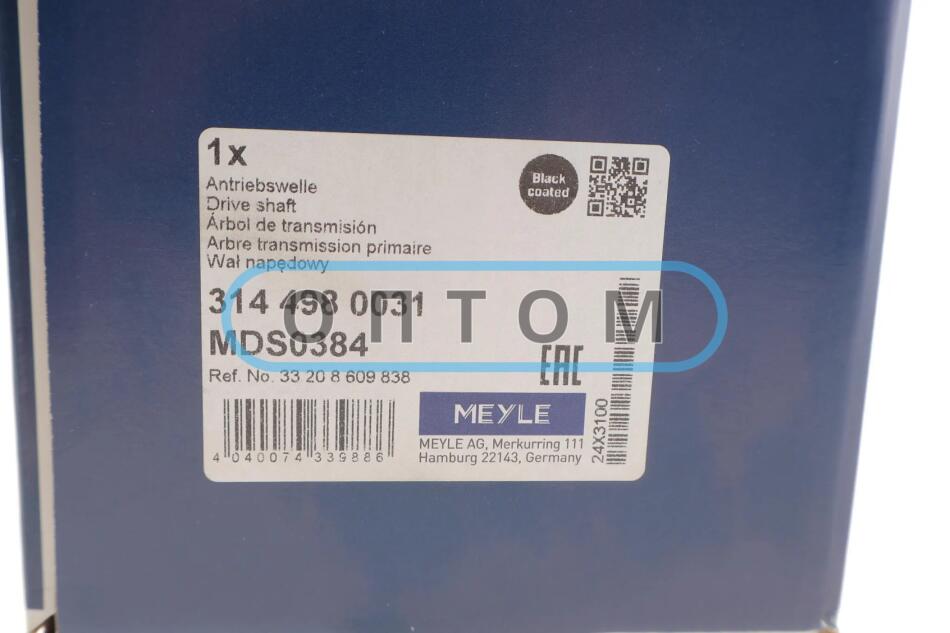 1x
Antriebswelle
Drive shaft
Árbol de transmisión
Arbre transmission primaire
Wał napędowy
Black
coated
314 498 0031
ОПТОМ
MDS0384
EAC
Ref. No. 33 20 8 609 838
MEYLE
MEYLE AG, Merkurring 111
Hamburg 22143, Germany
4 040074 339886
24X3100